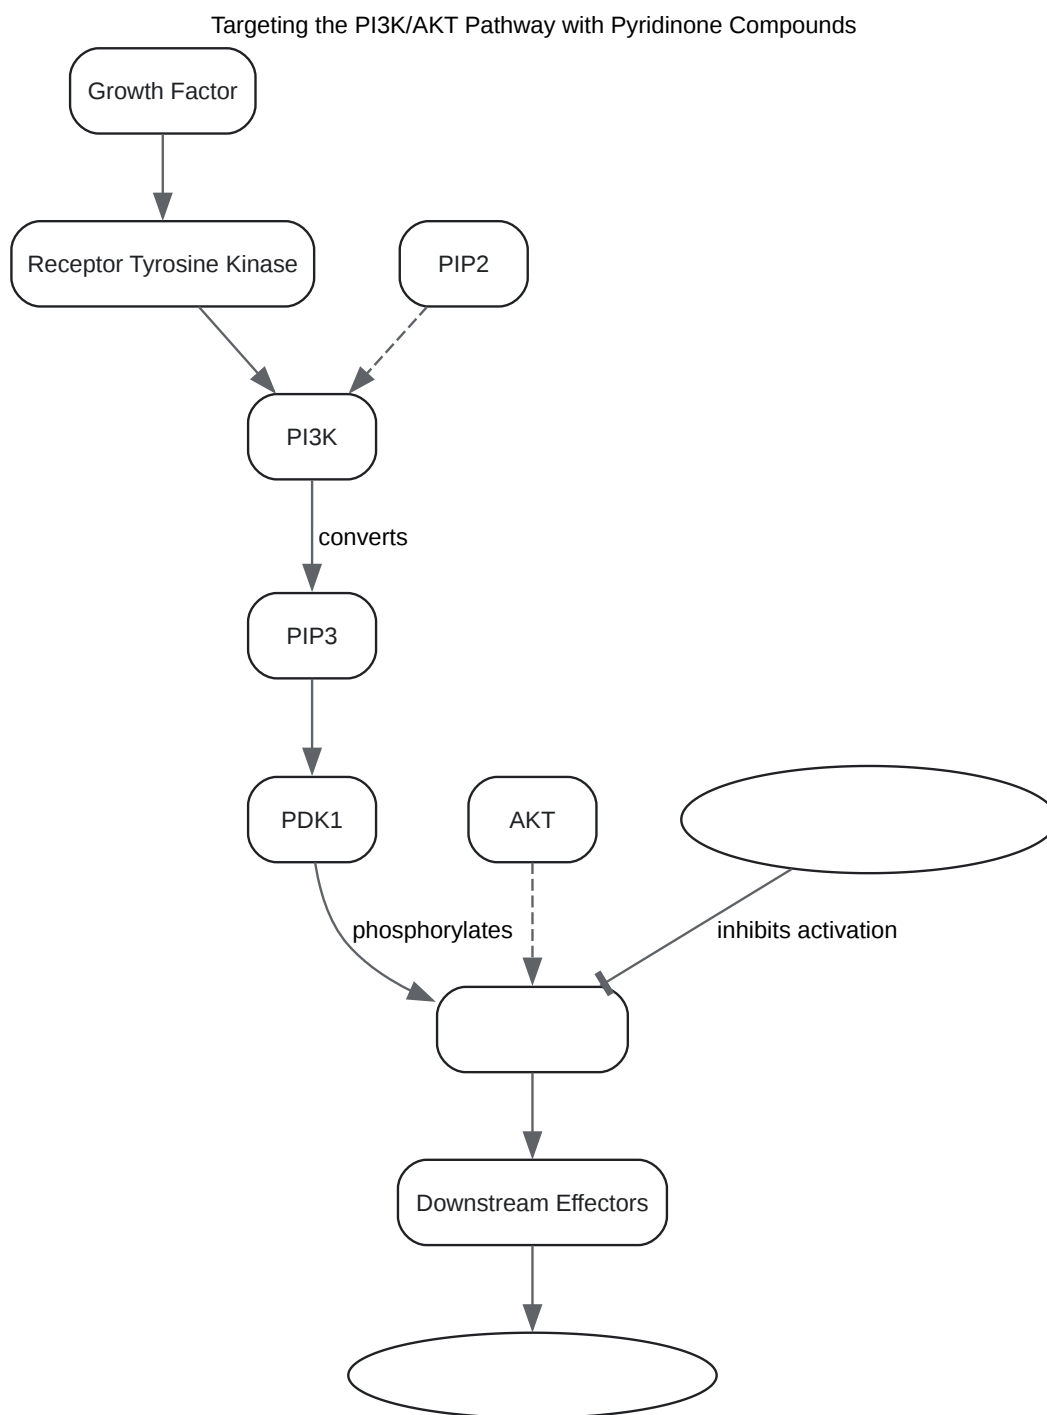 Targeting the PI3K/AKT Pathway with Pyridinone Compounds
Growth Factor
Receptor Tyrosine Kinase
PIP2
PI3K
converts
PIP3
PDK1
AKT
phosphorylates
inhibits activation
Downstream Effectors